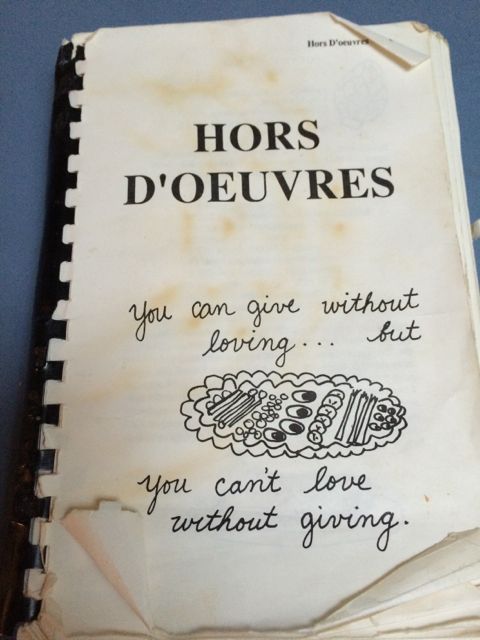 Hors D'oeuvres
HORS
D'OEUVRES
You can give without
loving... but
you can't love
without giving.